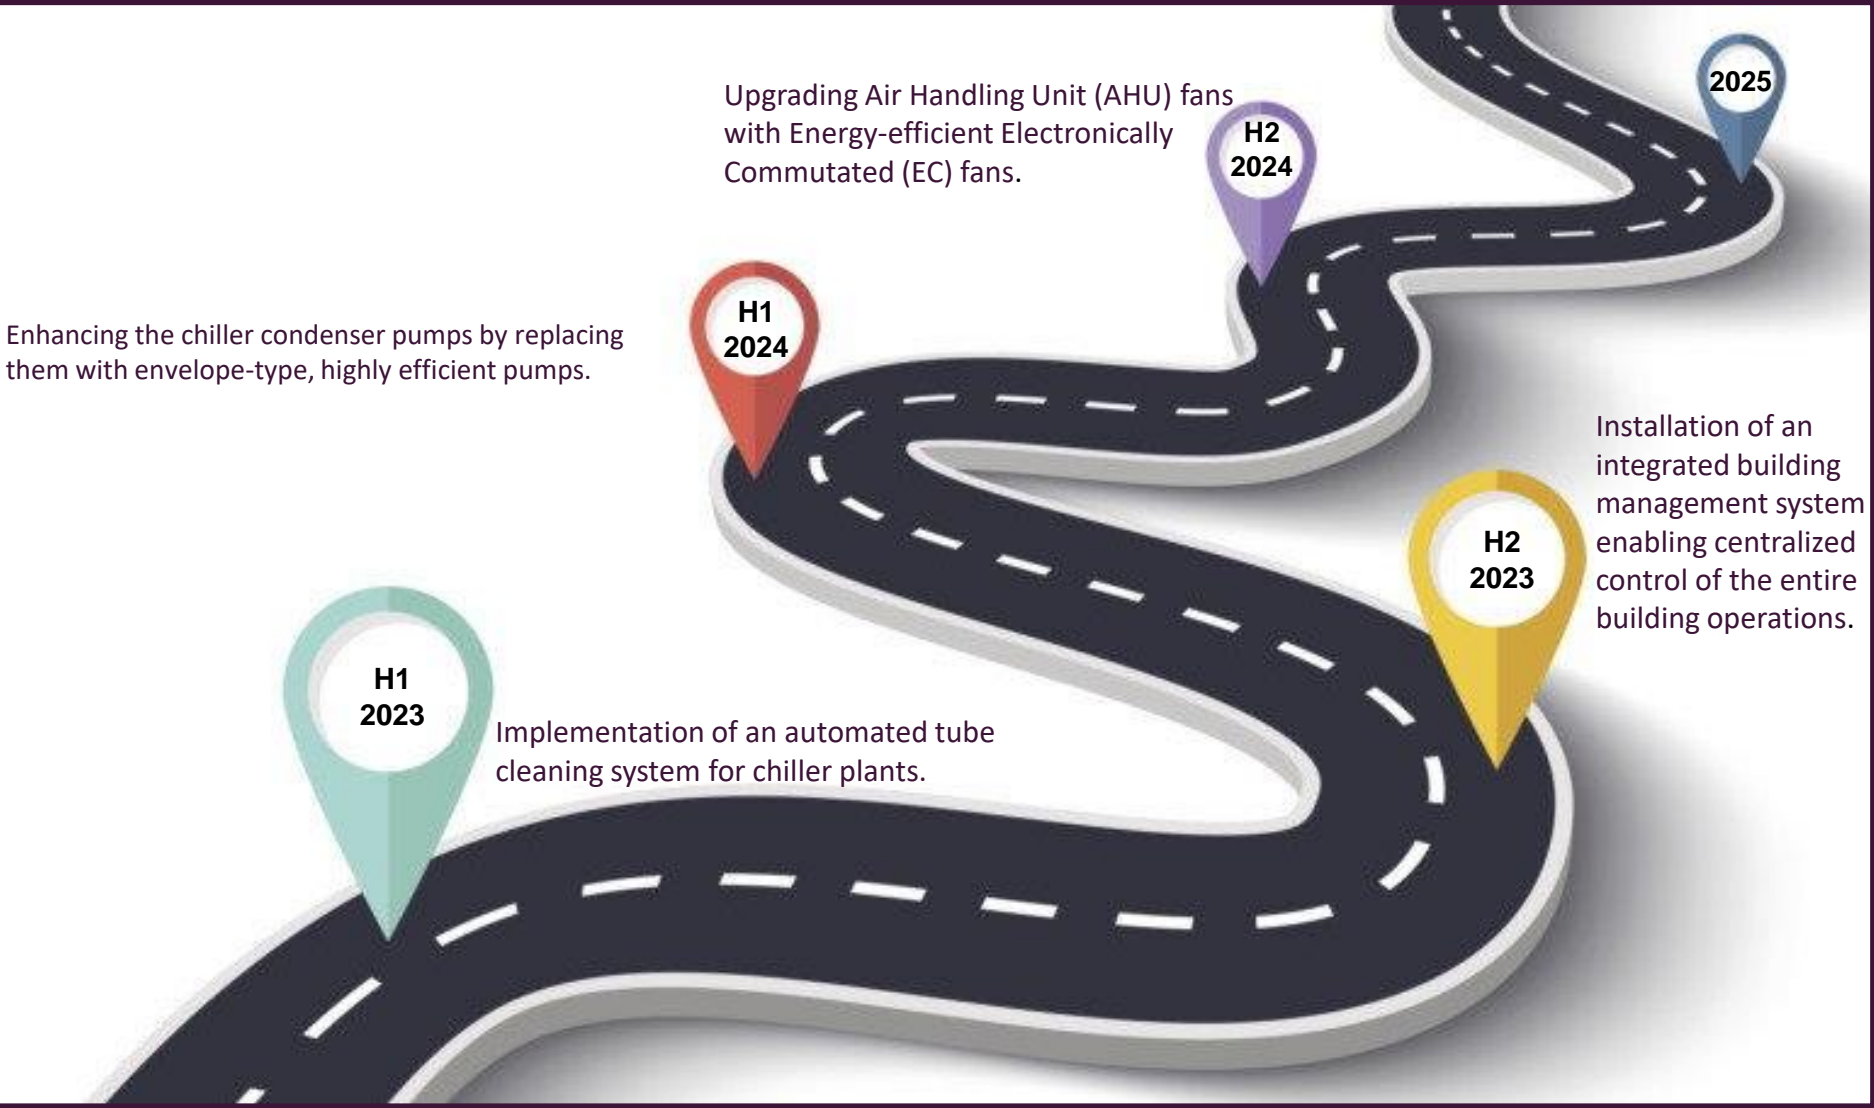 2025
Upgrading Air Handling Unit (AHU) fans
with Energy-efficient Electronically
Commutated (EC) fans.
H2
2024
H1
2024
Enhancing the chiller condenser pumps by replacing
them with envelope-type, highly efficient pumps.
Installation of an
integrated building
management system
enabling centralized
control of the entire
building operations.
H2
2023
H1
2023
Implementation of an automated tube
cleaning system for chiller plants.